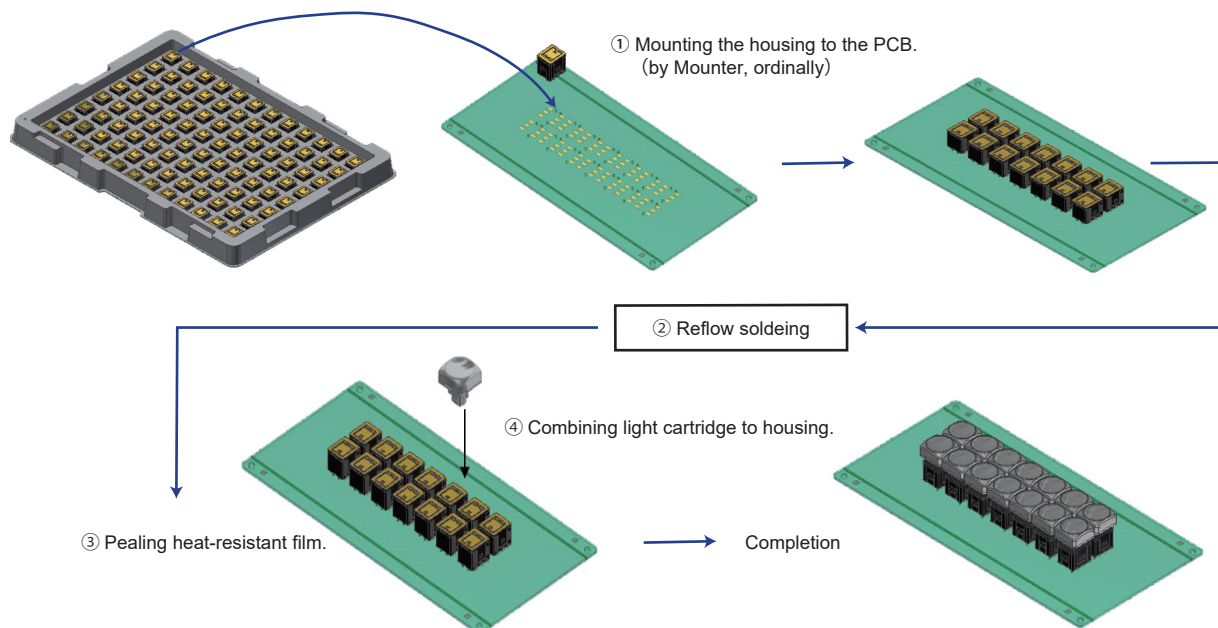 ① Mounting the housing to the PCB.
（by Mounter, ordinally）
② Reflow soldeing
④ Combining light cartridge to housing.
③ Pealing heat-resistant film.
Completion